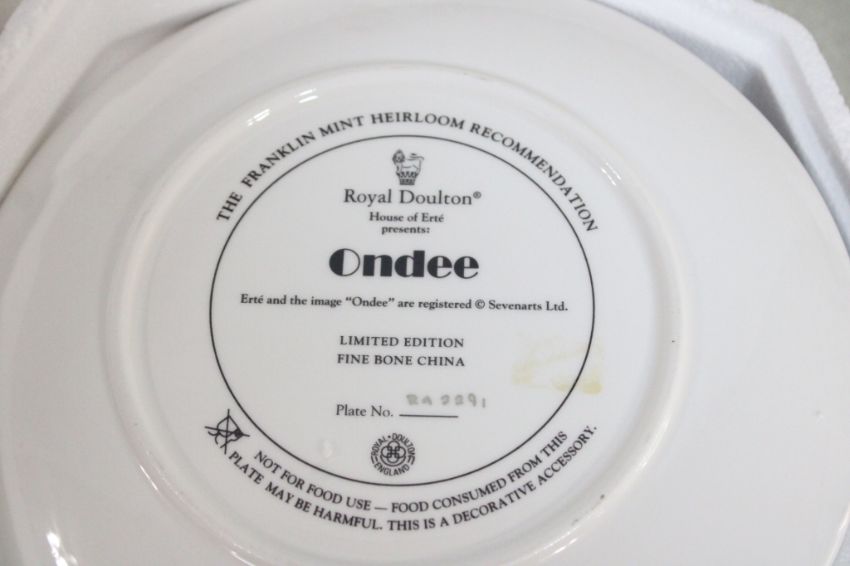 THE FRANKLIN MINT HEIRLOOM RECOMMENDATION
Royal Doulton®
House of Erté
presents:
Ondee
Erté and the image “Ondee” are registered © Sevenarts Ltd.
LIMITED EDITION
FINE BONE CHINA
Plate No. RA2291
ROYAL·DOULTON
ENGLAND
NOT FOR FOOD USE — FOOD CONSUMED FROM THIS
PLATE MAY BE HARMFUL. THIS IS A DECORATIVE ACCESSORY.